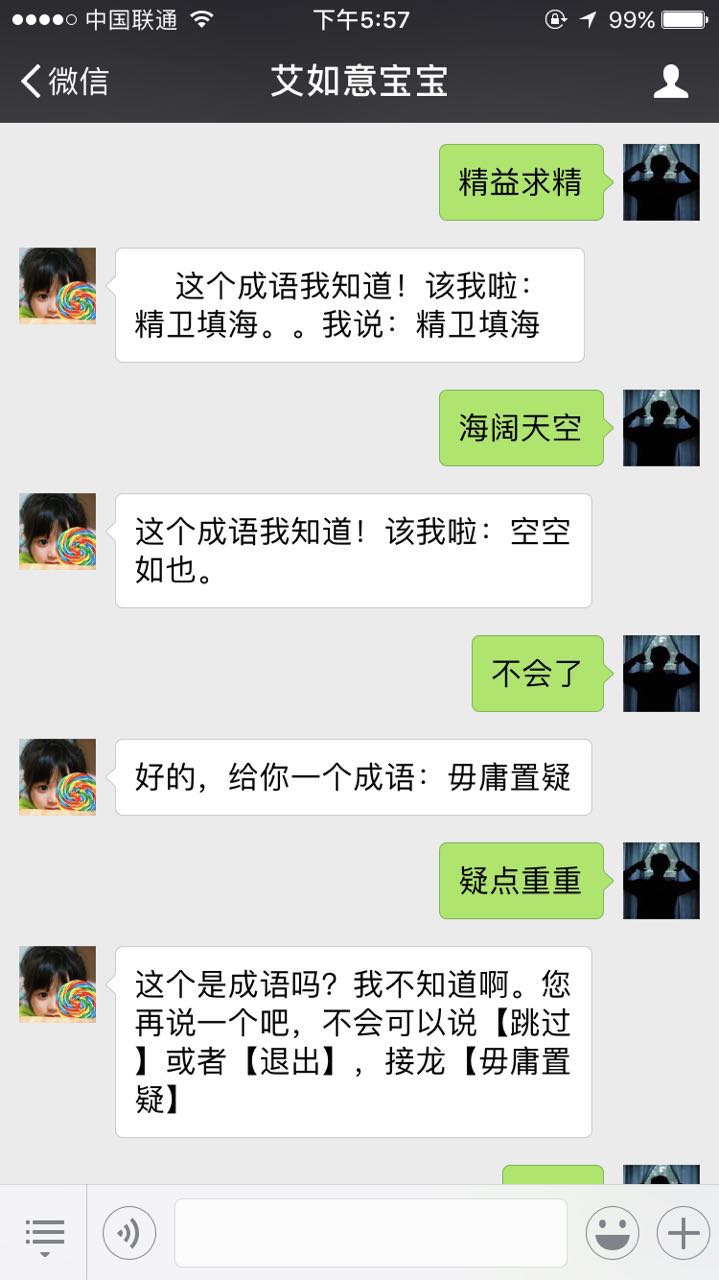 中国联通 下午5:57 99%
微信 艾如意宝宝
精益求精
这个成语我知道！该我啦：
精卫填海。。我说：精卫填海
海阔天空
这个成语我知道！该我啦：空空
如也。
不会了
好的，给你一个成语：毋庸置疑
疑点重重
这个是成语吗？我不知道啊。您
再说一个吧，不会可以说【跳过
】或者【退出】，接龙【毋庸置
疑】